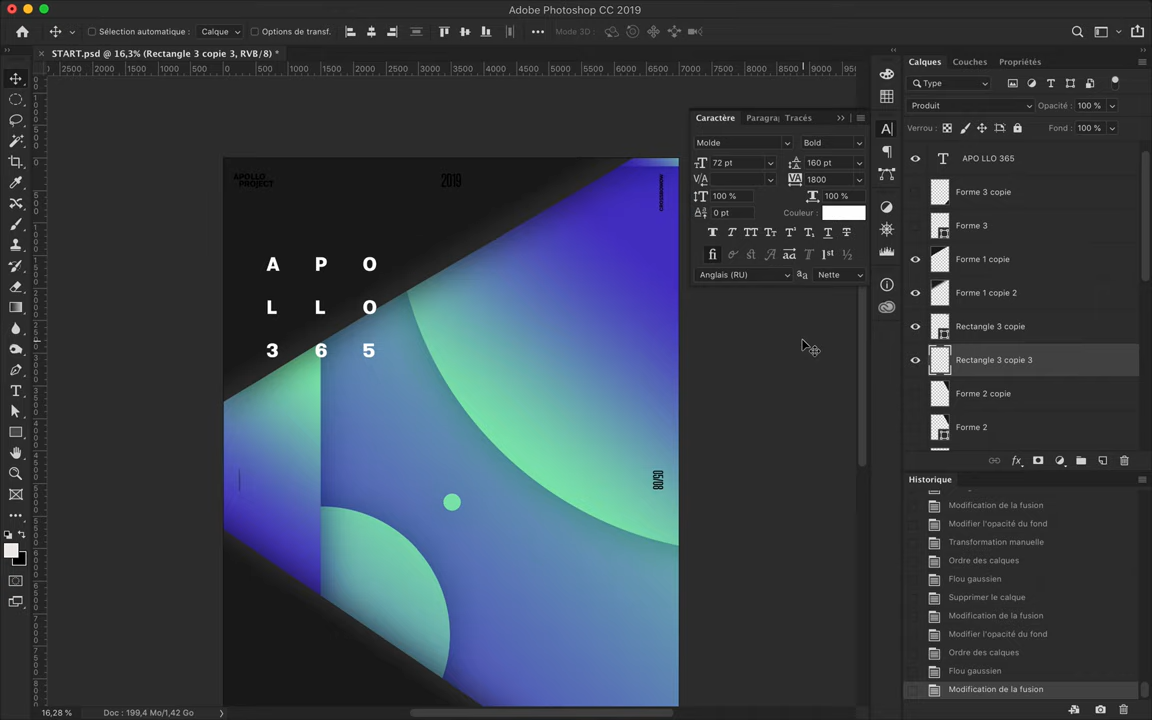 Adobe Photoshop CC 2019
Sélection automatique : Calque Options de transf. Mode 3D :
START.psd @ 16,3% (Rectangle 3 copie 3, RVB/8) *
2500 2000 1500 1000 500 0 500 1000 1500 2000 2500 3000 3500 4000 4500 5000 5500 6000 6500 7000 7500 8000 8500 9000
APOLLO
PROJECT
2019
A P O
L L O
3 6 5
05/08
Caractère Paragra Tracés
Molde Bold
72 pt 160 pt
1800
100 % 100 %
0 pt Couleur :
Anglais (RU) Nette
Calques Couches Propriétés
Type
Produit Opacité : 100 %
Verrou : Fond : 100 %
APO LLO 365
Forme 3 copie
Forme 3
Forme 1 copie
Forme 1 copie 2
Rectangle 3 copie
Rectangle 3 copie 3
Forme 2 copie
Forme 2
Historique
Modification de la fusion
Modifier l'opacité du fond
Transformation manuelle
Ordre des calques
Flou gaussien
Supprimer le calque
Modification de la fusion
Modifier l'opacité du fond
Ordre des calques
Flou gaussien
Modification de la fusion
16,28 % Doc : 199,4 Mo/1,42 Go